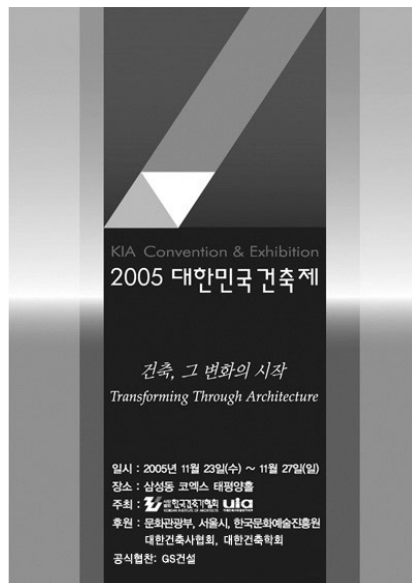 KIA Convention & Exhibition
2005 대한민국건축제
건축, 그 변화의 시작
Transforming Through Architecture
일시 : 2005년 11월 23일(수) ~ 11월 27일(일)
장소 : 삼성동 코엑스 태평양홀
주최 : 한국건축가협회 uia
후원 : 문화관광부, 서울시, 한국문화예술진흥원
대한건축사협회, 대한건축학회
공식협찬: GS건설